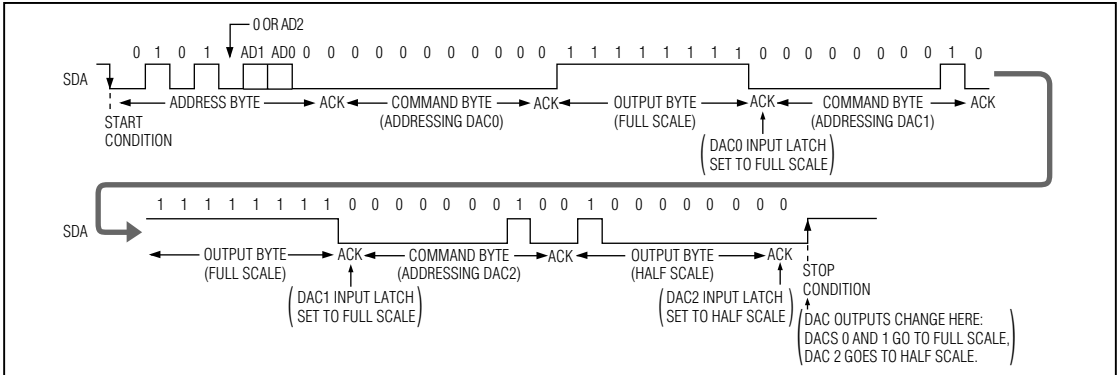 0 OR AD2
0 1 0 1 AD1 AD0 0 0 0 0 0 0 0 0 0 0 0 1 1 1 1 1 1 1 1 0 0 0 0 0 0 0 0 1 0
SDA
ADDRESS BYTE ACK COMMAND BYTE ACK OUTPUT BYTE ACK COMMAND BYTE ACK
(ADDRESSING DAC0) (FULL SCALE) (ADDRESSING DAC1)
START
CONDITION
(DAC0 INPUT LATCH
SET TO FULL SCALE)
1 1 1 1 1 1 1 1 0 0 0 0 0 0 0 1 0 0 1 0 0 0 0 0 0 0 0
SDA
OUTPUT BYTE ACK COMMAND BYTE ACK OUTPUT BYTE ACK
(FULL SCALE) (ADDRESSING DAC2) (HALF SCALE)
STOP
CONDITION
(DAC1 INPUT LATCH
SET TO FULL SCALE)
(DAC2 INPUT LATCH
SET TO HALF SCALE)
(DAC OUTPUTS CHANGE HERE:
DACS 0 AND 1 GO TO FULL SCALE,
DAC 2 GOES TO HALF SCALE.)